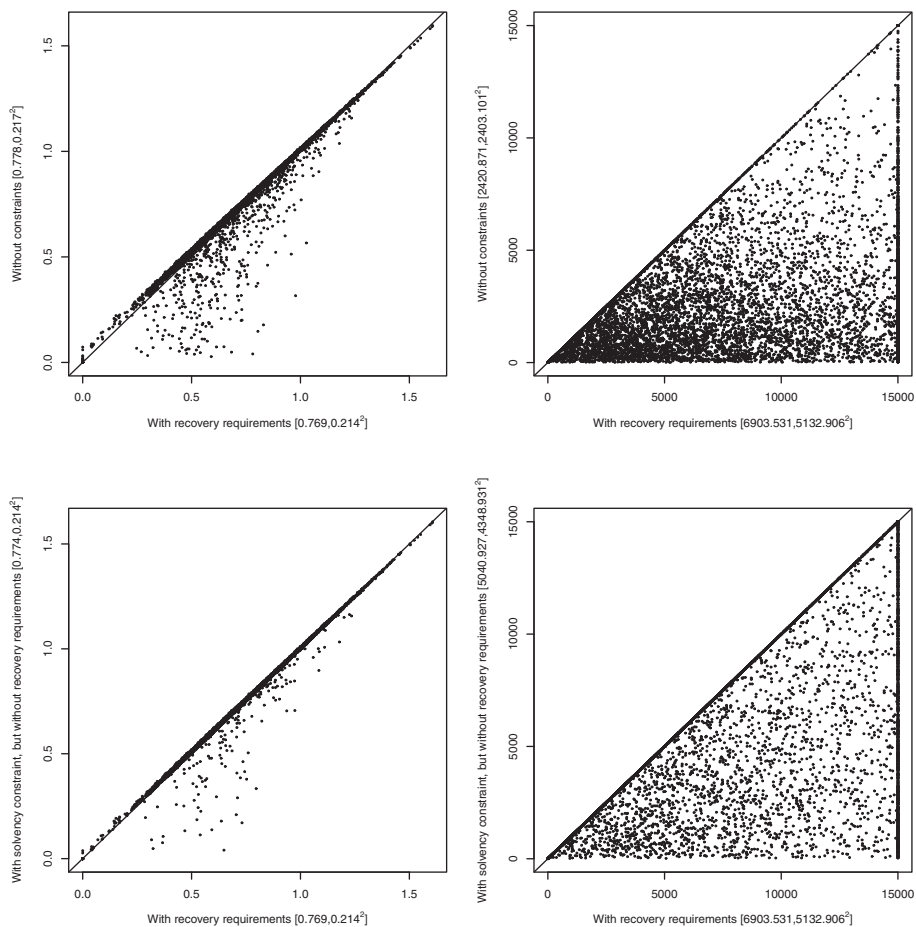 Without constraints [0.778,0.217²]
1.5
1.0
0.5
0.0
0.0 0.5 1.0 1.5
With recovery requirements [0.769,0.214²]
Without constraints [2420.871,2403.101²]
15000
10000
5000
0
0 5000 10000 15000
With recovery requirements [6903.531,5132.906²]
With solvency constraint, but without recovery requirements [0.774,0.214²]
1.5
1.0
0.5
0.0
0.0 0.5 1.0 1.5
With recovery requirements [0.769,0.214²]
With solvency constraint, but without recovery requirements [5040.927,4348.931²]
15000
10000
5000
0
0 5000 10000 15000
With recovery requirements [6903.531,5132.906²]